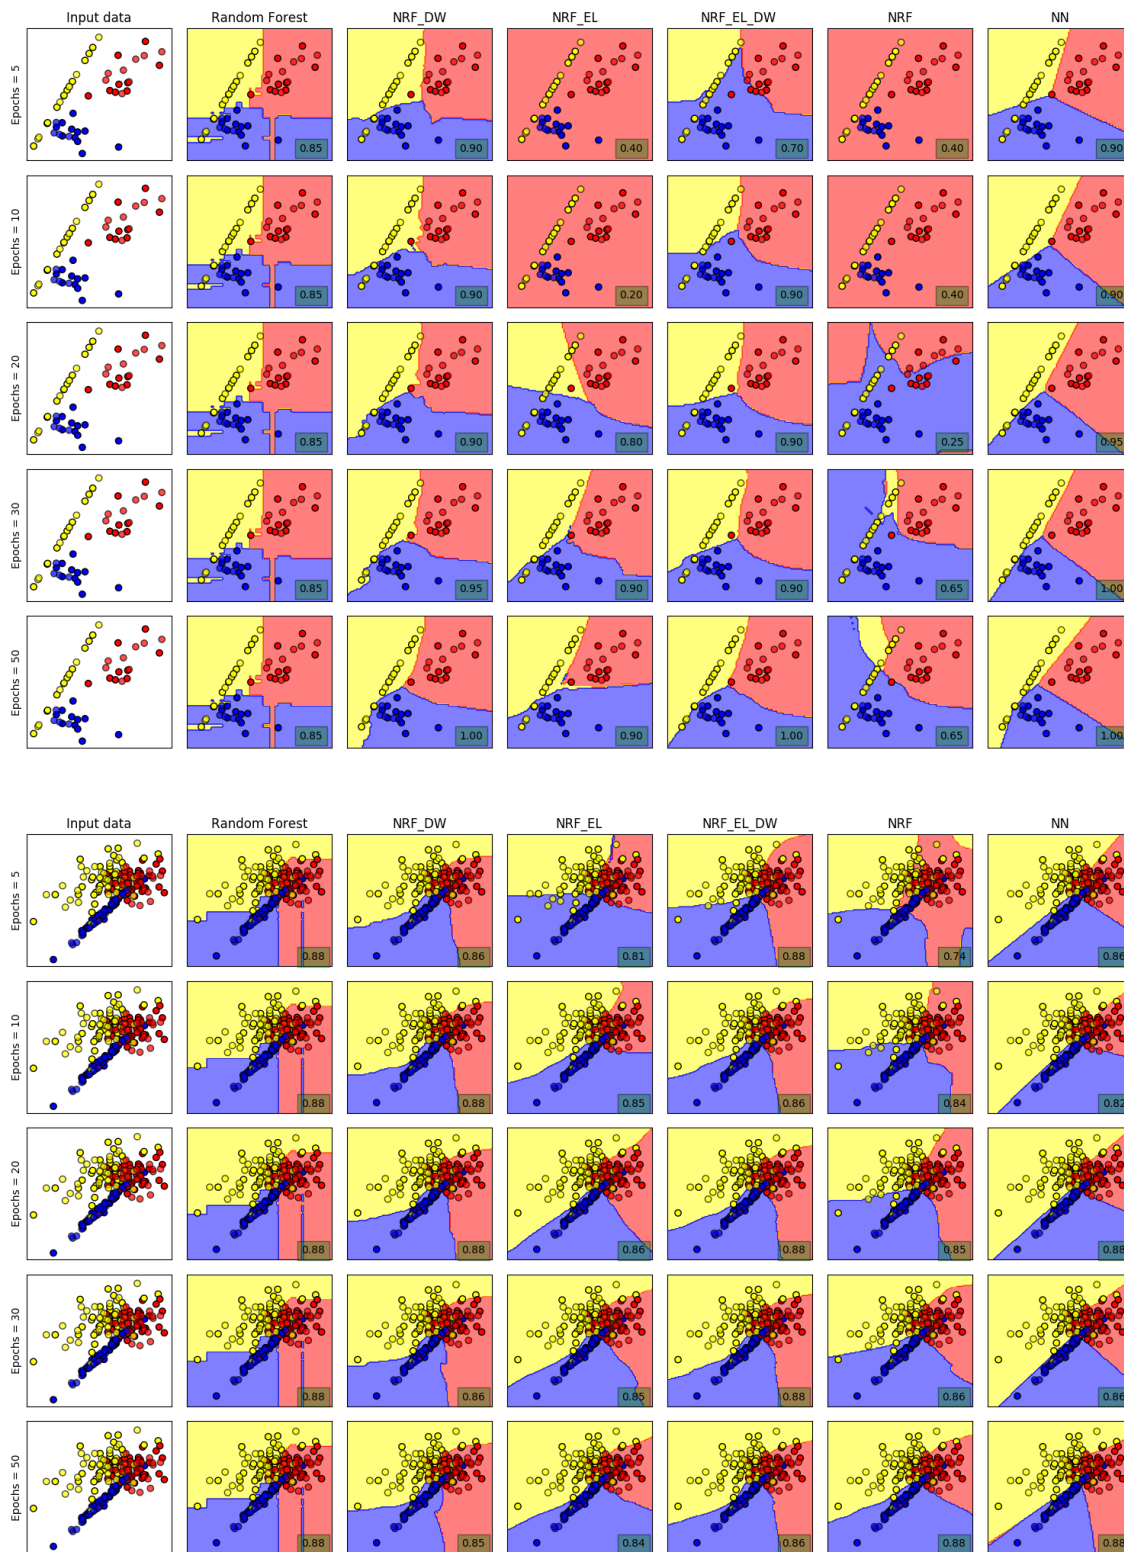 Input data Random Forest NRF_DW NRF_EL NRF_EL_DW NRF NN
Epochs = 5
0.85 0.90 0.40 0.70 0.40 0.90
Epochs = 10
0.85 0.90 0.20 0.90 0.40 0.90
Epochs = 20
0.85 0.90 0.80 0.90 0.25 0.95
Epochs = 30
0.85 0.95 0.90 0.90 0.65 1.00
Epochs = 50
0.85 1.00 0.90 1.00 0.65 1.00
Input data Random Forest NRF_DW NRF_EL NRF_EL_DW NRF NN
Epochs = 5
0.88 0.86 0.81 0.88 0.74 0.86
Epochs = 10
0.88 0.88 0.85 0.86 0.84 0.82
Epochs = 20
0.88 0.88 0.86 0.88 0.85 0.88
Epochs = 30
0.88 0.86 0.85 0.88 0.86 0.86
Epochs = 50
0.88 0.85 0.84 0.86 0.88 0.88